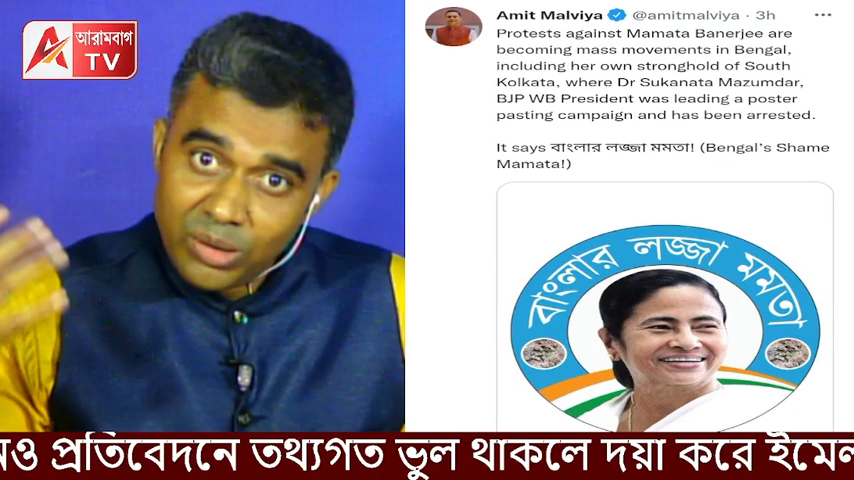 আরামবাগ
TV
Amit Malviya @amitmalviya · 3h
Protests against Mamata Banerjee are
becoming mass movements in Bengal,
including her own stronghold of South
Kolkata, where Dr Sukanata Mazumdar,
BJP WB President was leading a poster
pasting campaign and has been arrested.
It says বাংলার লজ্জা মমতা! (Bengal's Shame
Mamata!)
বাংলার লজ্জা মমতা
প্রতিবেদনে তথ্যগত ভুল থাকলে দয়া করে